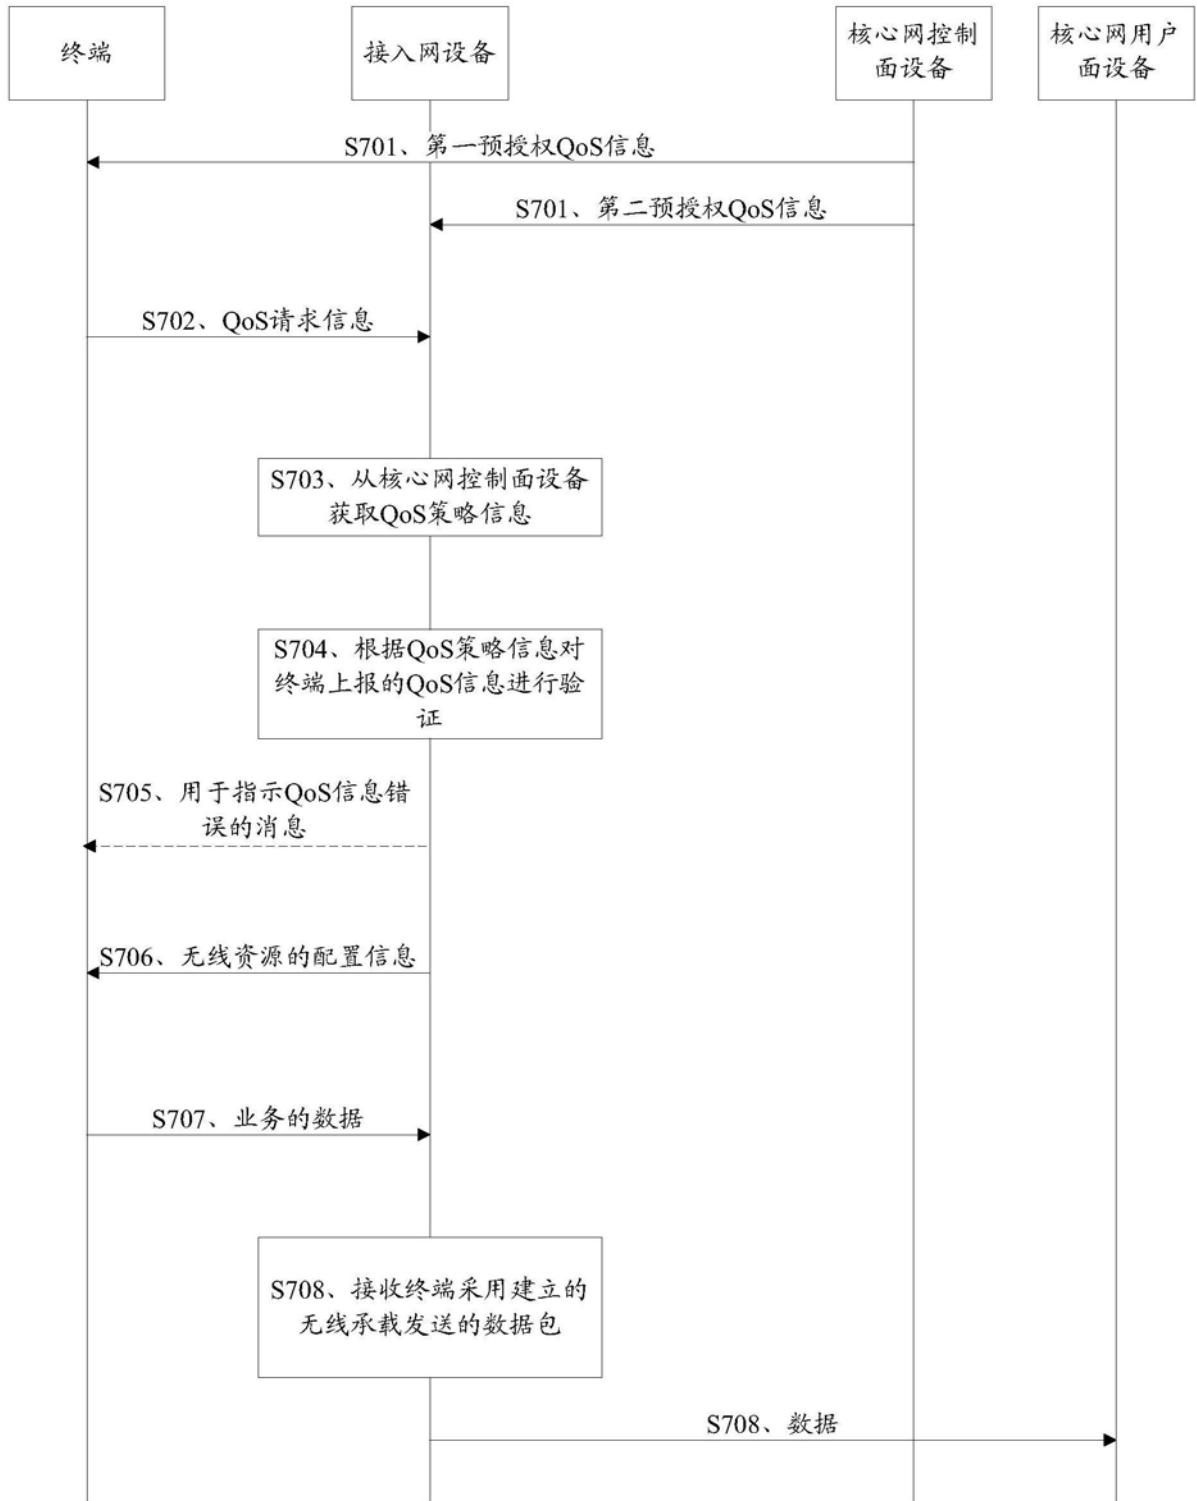 终端
接入网设备
核心网控制
面设备
核心网用户
面设备
S701、第一预授权QoS信息
S701、第二预授权QoS信息
S702、QoS请求信息
S703、从核心网控制面设备
获取QoS策略信息
S704、根据QoS策略信息对
终端上报的QoS信息进行验
证
S705、用于指示QoS信息错
误的消息
S706、无线资源的配置信息
S707、业务的数据
S708、接收终端采用建立的
无线承载发送的数据包
S708、数据